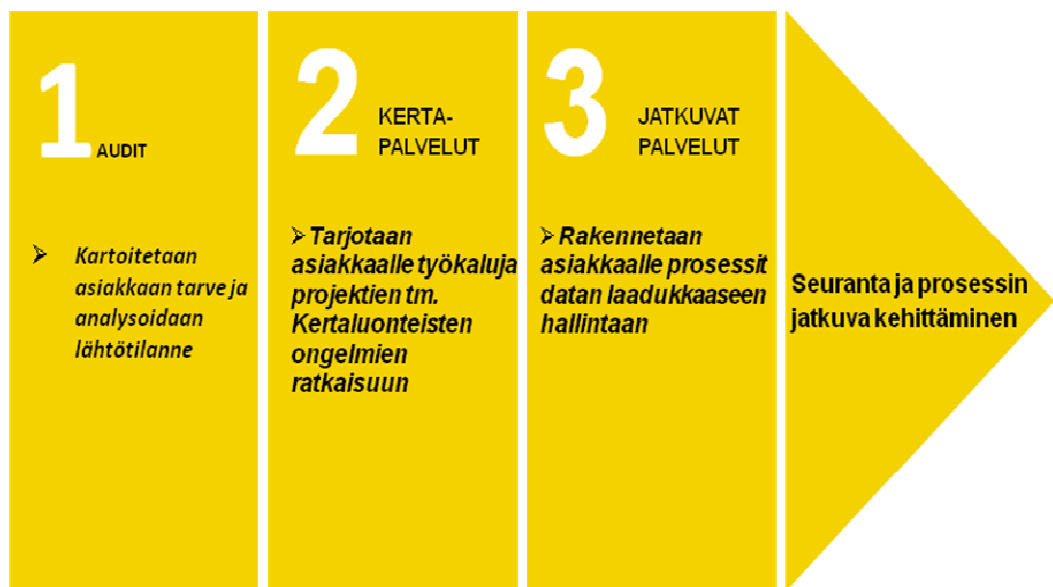 1 AUDIT
➢ Kartoitetaan
asiakkaan tarve ja
analysoidaan
lähtötilanne
2 KERTA-
PALVELUT
➢ Tarjotaan
asiakkaalle työkaluja
projektien tm.
Kertaluonteisten
ongelmien
ratkaisuun
3 JATKUVAT
PALVELUT
➢ Rakennetaan
asiakkaalle prosessit
datan laadukkaaseen
hallintaan
Seuranta ja prosessin
jatkuva kehittäminen